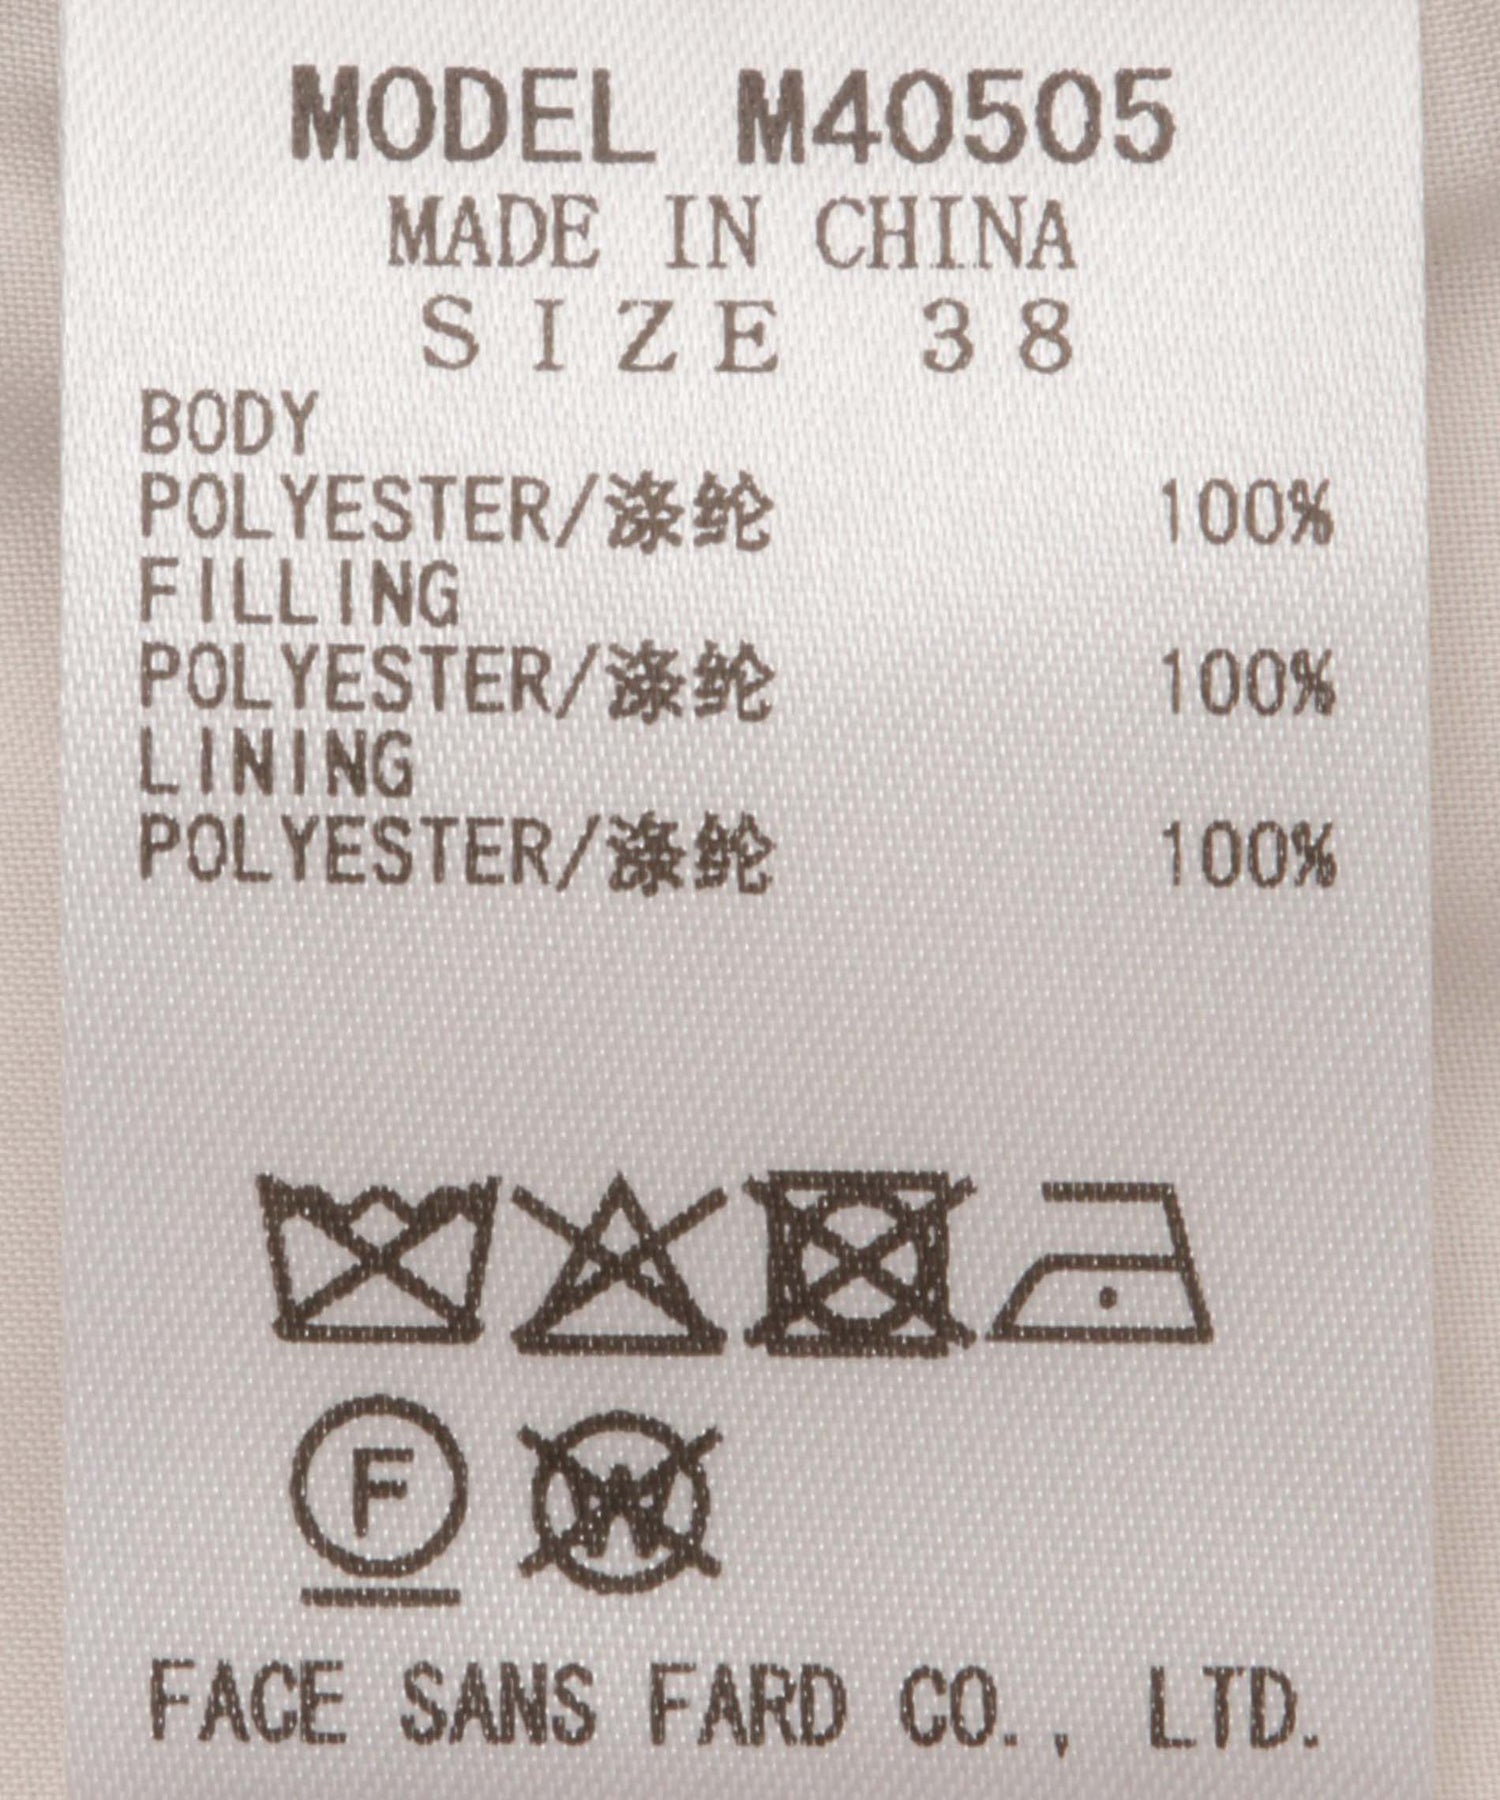 MODEL M40505
MADE IN CHINA
SIZE 38
BODY
POLYESTER/涤纶 100%
FILLING
POLYESTER/涤纶 100%
LINING
POLYESTER/涤纶 100%
F W
FACE SANS FARD CO., LTD.